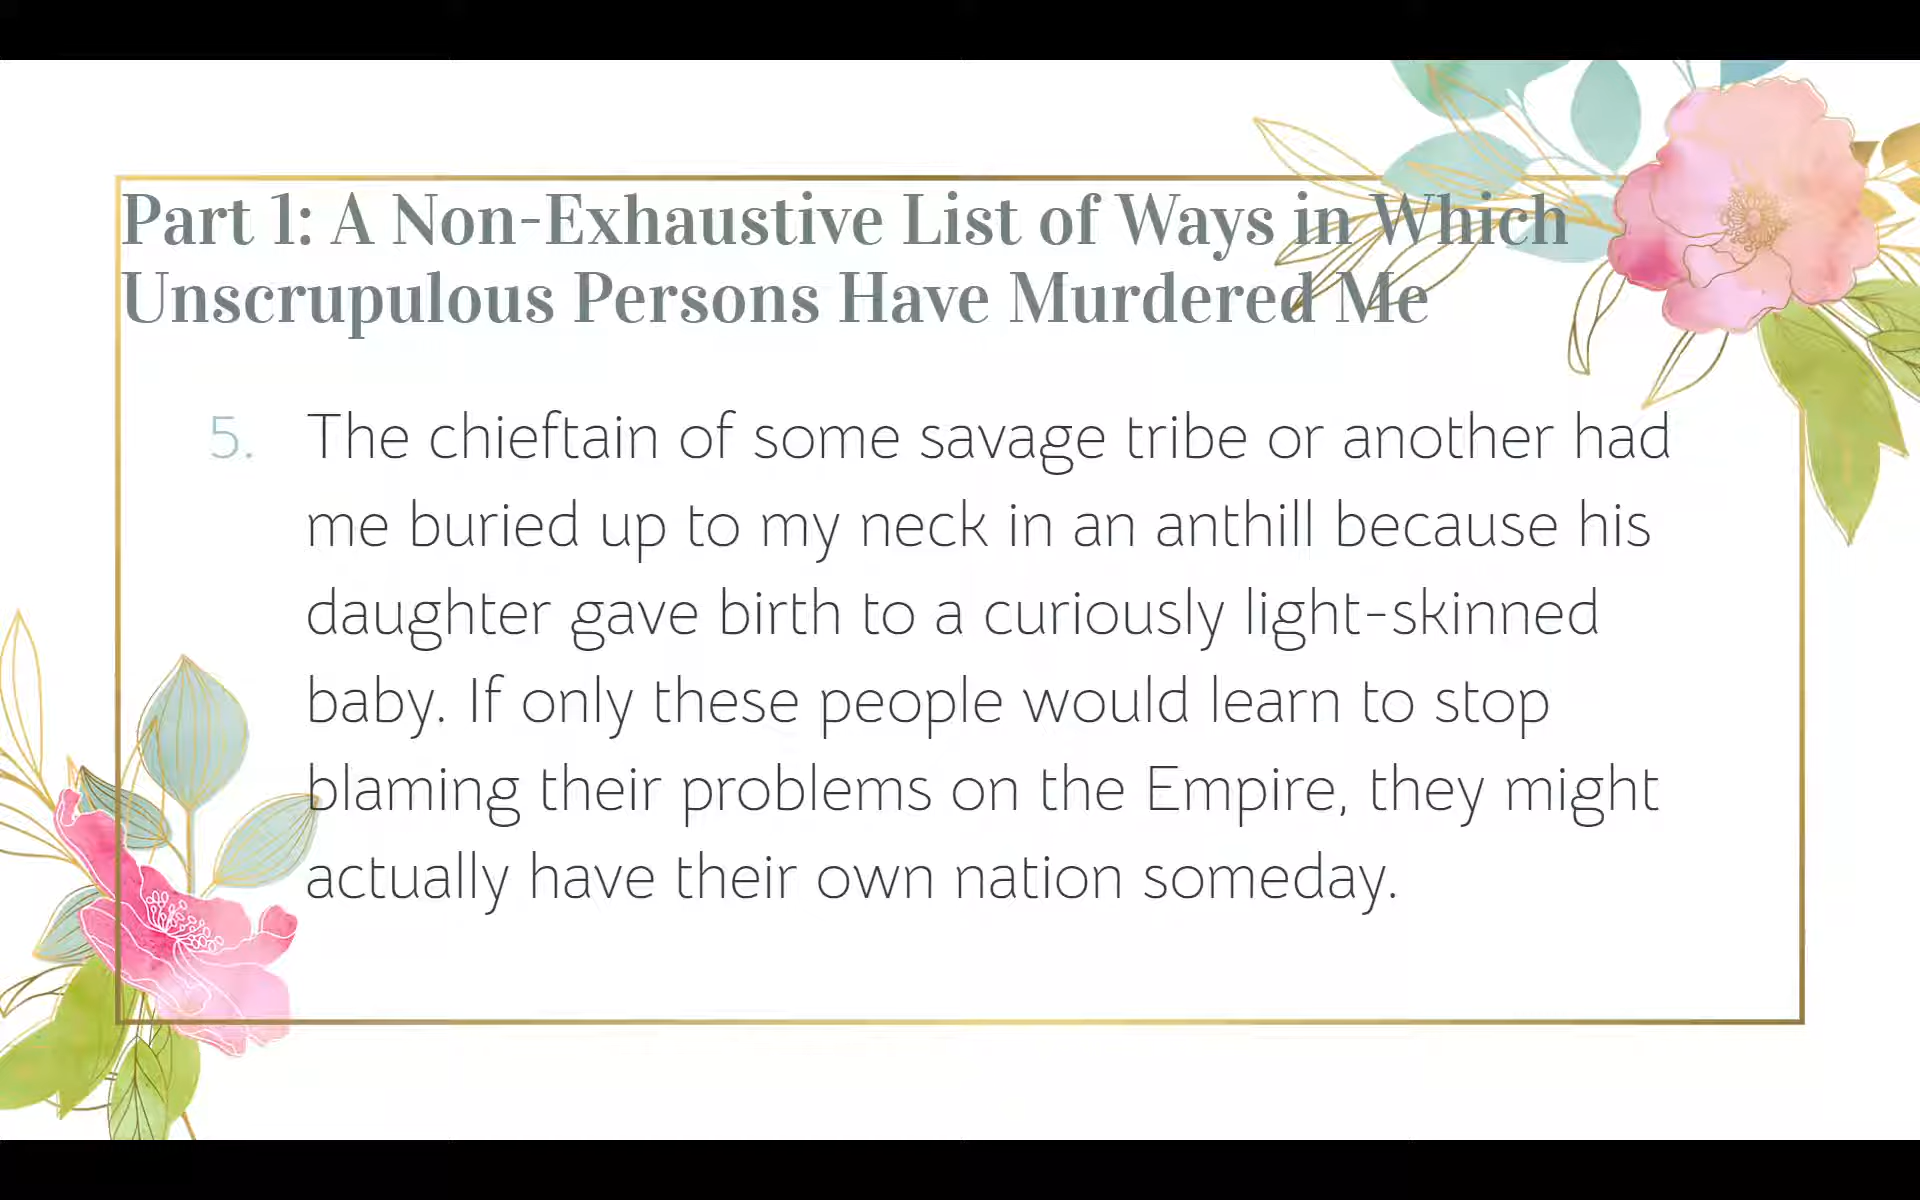 Part 1: A Non-Exhaustive List of Ways in Which
Unscrupulous Persons Have Murdered Me
5. The chieftain of some savage tribe or another had
me buried up to my neck in an anthill because his
daughter gave birth to a curiously light-skinned
baby. If only these people would learn to stop
blaming their problems on the Empire, they might
actually have their own nation someday.